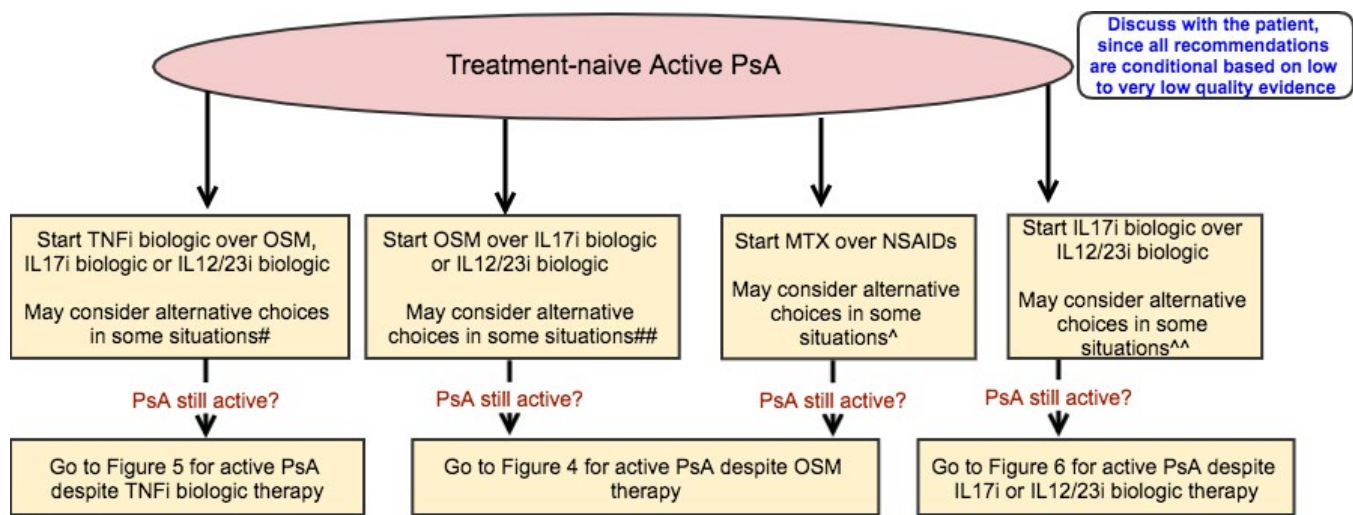 Treatment-naive Active PsA
Discuss with the patient,
since all recommendations
are conditional based on low
to very low quality evidence
Start TNFi biologic over OSM,
IL17i biologic or IL12/23i biologic
May consider alternative choices
in some situations#
Start OSM over IL17i biologic
or IL12/23i biologic
May consider alternative
choices in some situations##
Start MTX over NSAIDs
May consider alternative
choices in some
situations^
Start IL17i biologic over
IL12/23i biologic
May consider alternative
choices in some
situations^^
PsA still active?
PsA still active?
PsA still active?
PsA still active?
Go to Figure 5 for active PsA
despite TNFi biologic therapy
Go to Figure 4 for active PsA despite OSM
therapy
Go to Figure 6 for active PsA despite
IL17i or IL12/23i biologic therapy